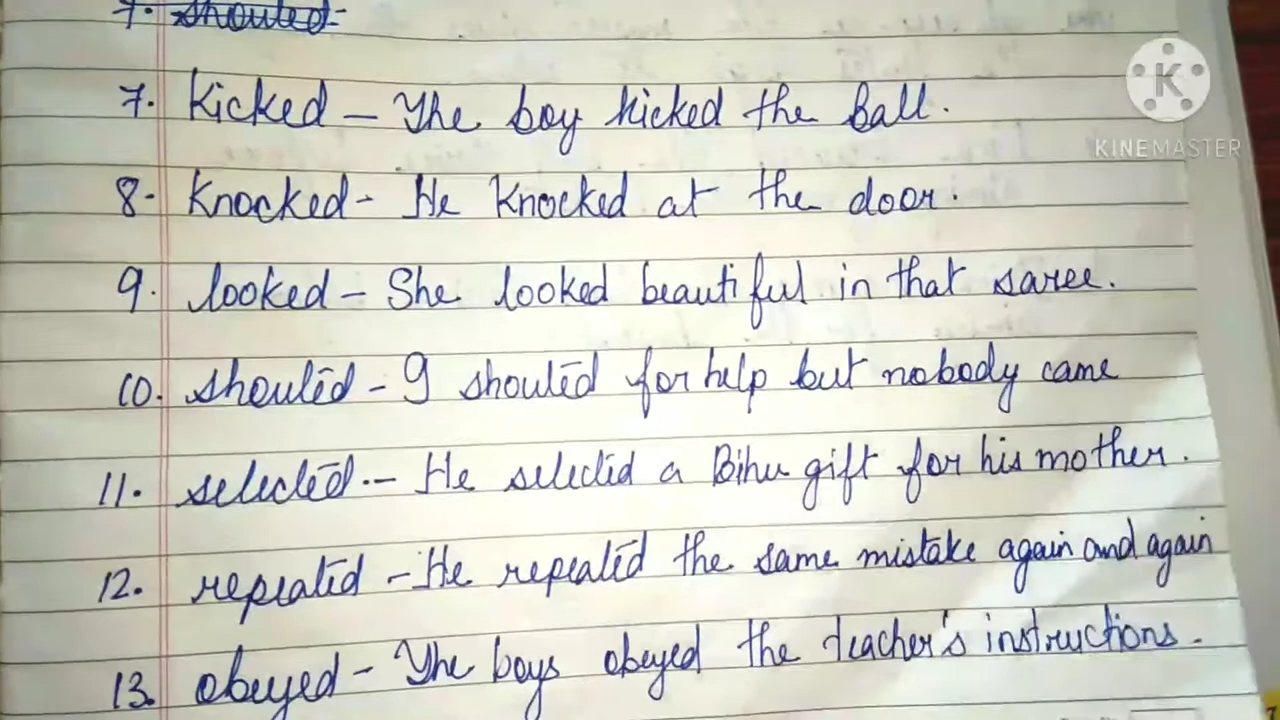 7. shouted-
K
KINEMASTER
7. Kicked – The boy kicked the ball.
8- Knocked - He Knocked at the door.
9. looked – She looked beautiful in that saree.
10. shouted – I shouted for help but nobody came
11. selected.- He selected a Bihu gift for his mother.
12. repeated – He repeated the same mistake again and again
13. obeyed – The boys obeyed the teacher's instructions.